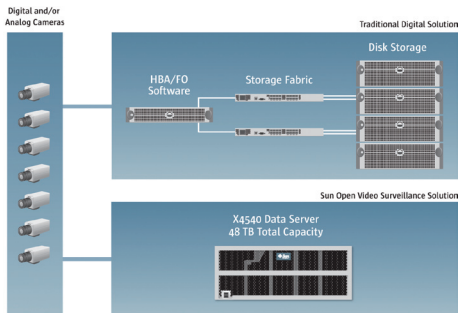 Digital and/or
Analog Cameras
Traditional Digital Solution
Disk Storage
HBA/FO
Software
Storage Fabric
Sun Open Video Surveillance Solution
X4540 Data Server
48 TB Total Capacity
Sun